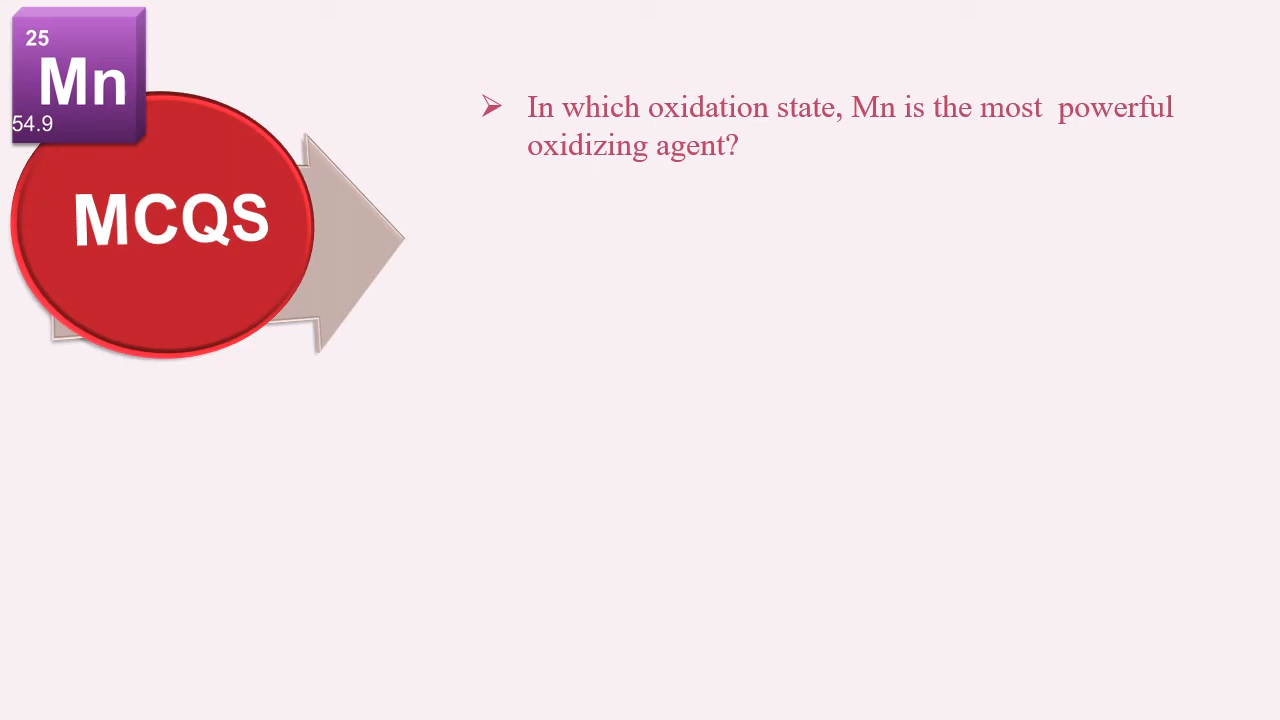 25
Mn
54.9
MCQS
➢ In which oxidation state, Mn is the most powerful
oxidizing agent?